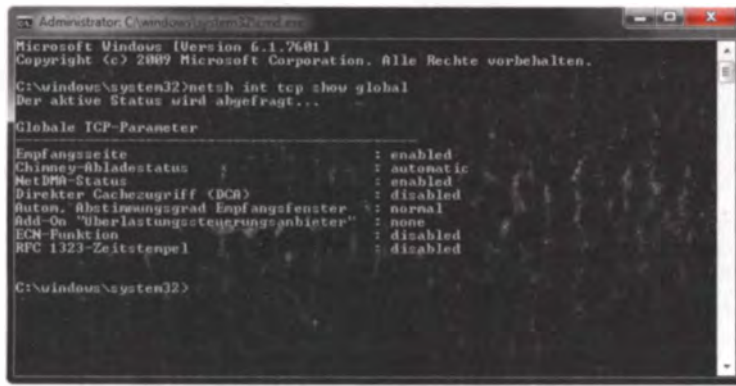 Administrator: C:\windows\system32\cmd.exe
Microsoft Windows [Version 6.1.7601]
Copyright (c) 2009 Microsoft Corporation. Alle Rechte vorbehalten.
C:\windows\system32>netsh int tcp show global
Der aktive Status wird abgefragt...
Globale TCP-Parameter
----------------------------------------------
Empfangsseite : enabled
Chimney-Abladestatus : automatic
NetDMA-Status : enabled
Direkter Cachezugriff (DCA) : disabled
Autom. Abstimmungsgrad Empfangsfenster : normal
Add-On "Überlastungssteuerungsanbieter" : none
ECN-Funktion : disabled
RFC 1323-Zeitstempel : disabled
C:\windows\system32>